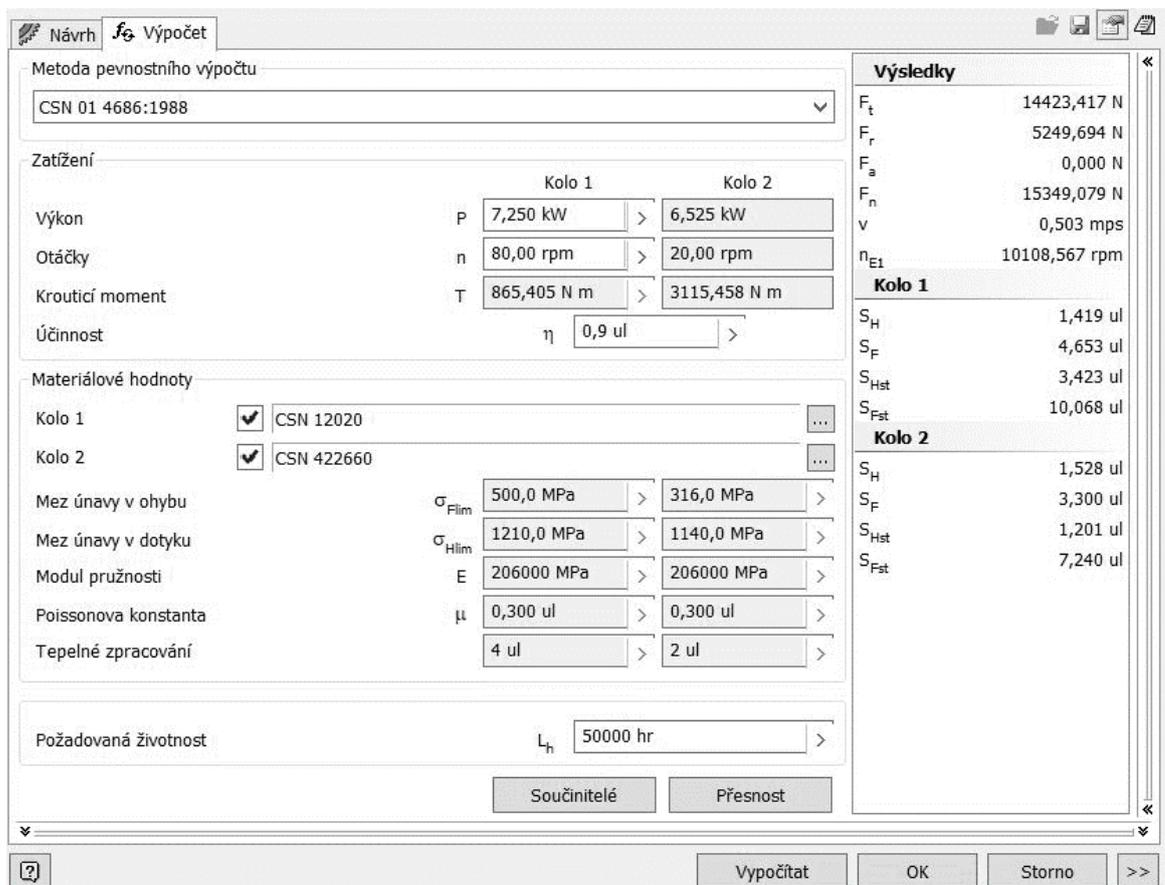 Návrh Výpočet
Metoda pevnostního výpočtu
CSN 01 4686:1988
Zatížení
Kolo 1 Kolo 2
Výkon P 7,250 kW > 6,525 kW
Otáčky n 80,00 rpm > 20,00 rpm
Krouticí moment T 865,405 N m > 3115,458 N m
Účinnost η 0,9 ul >
Materiálové hodnoty
Kolo 1 CSN 12020 ...
Kolo 2 CSN 422660 ...
Mez únavy v ohybu σFlim 500,0 MPa > 316,0 MPa >
Mez únavy v dotyku σHlim 1210,0 MPa > 1140,0 MPa >
Modul pružnosti E 206000 MPa > 206000 MPa >
Poissonova konstanta μ 0,300 ul > 0,300 ul >
Tepelné zpracování 4 ul > 2 ul >
Požadovaná životnost Lh 50000 hr >
Součinitelé Přesnost
Výsledky
Ft 14423,417 N
Fr 5249,694 N
Fa 0,000 N
Fn 15349,079 N
v 0,503 mps
nE1 10108,567 rpm
Kolo 1
SH 1,419 ul
SF 4,653 ul
SHst 3,423 ul
SFst 10,068 ul
Kolo 2
SH 1,528 ul
SF 3,300 ul
SHst 1,201 ul
SFst 7,240 ul
Vypočítat OK Storno >>